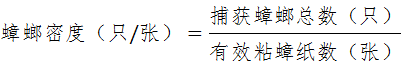 蟑螂密度（只/张）=
捕获蟑螂总数（只）
有效粘蟑纸数（张）